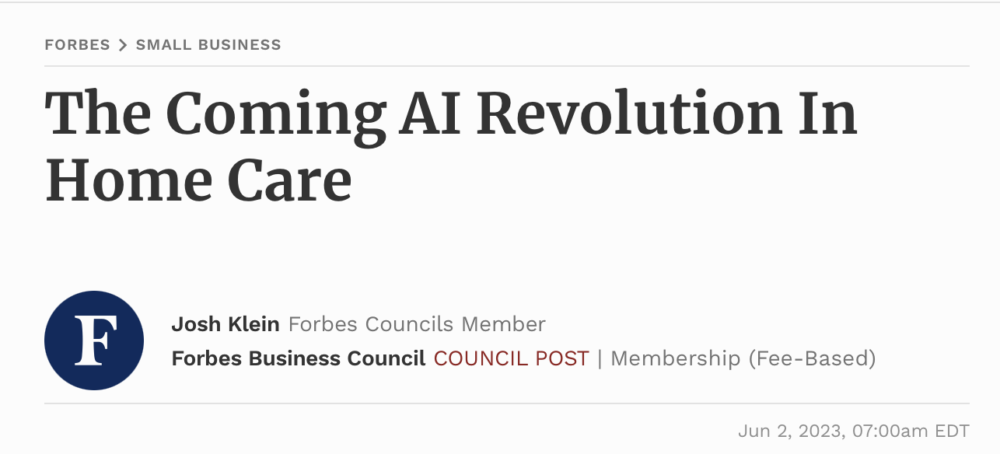 FORBES > SMALL BUSINESS
The Coming AI Revolution In
Home Care
F
Josh Klein Forbes Councils Member
Forbes Business Council COUNCIL POST | Membership (Fee-Based)
Jun 2, 2023, 07:00am EDT